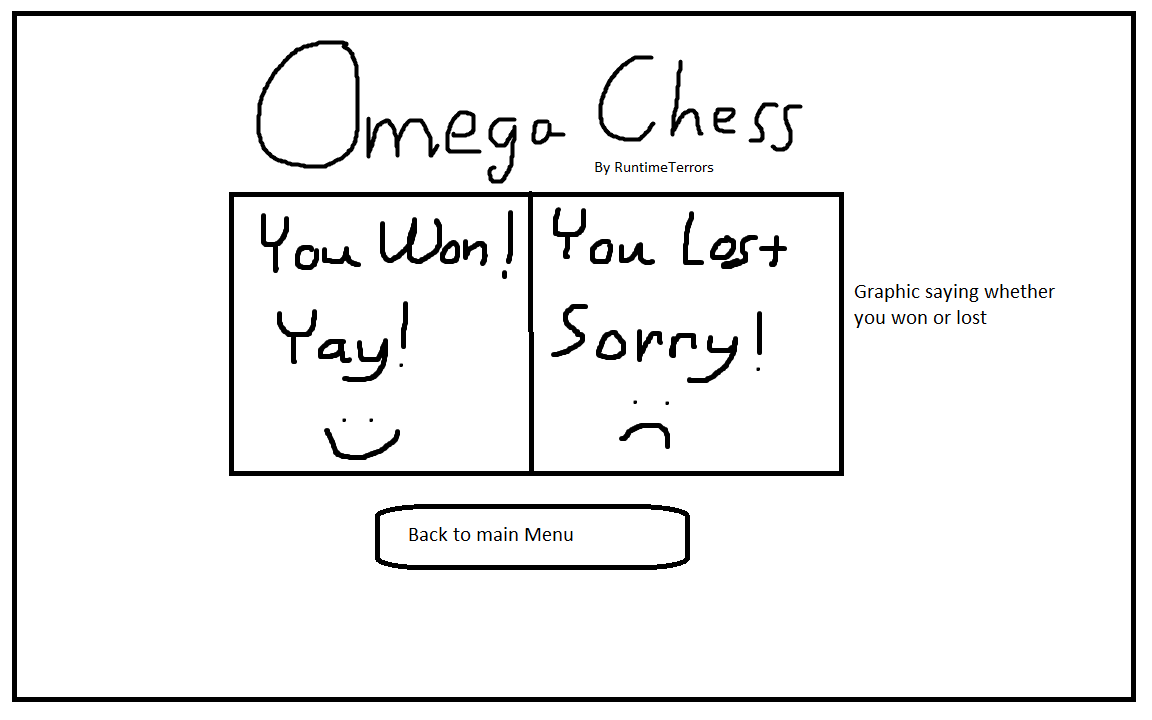 Omega Chess
By RuntimeTerrors
You Won!
Yay!
You Lost
Sorry!
Graphic saying whether
you won or lost
Back to main Menu